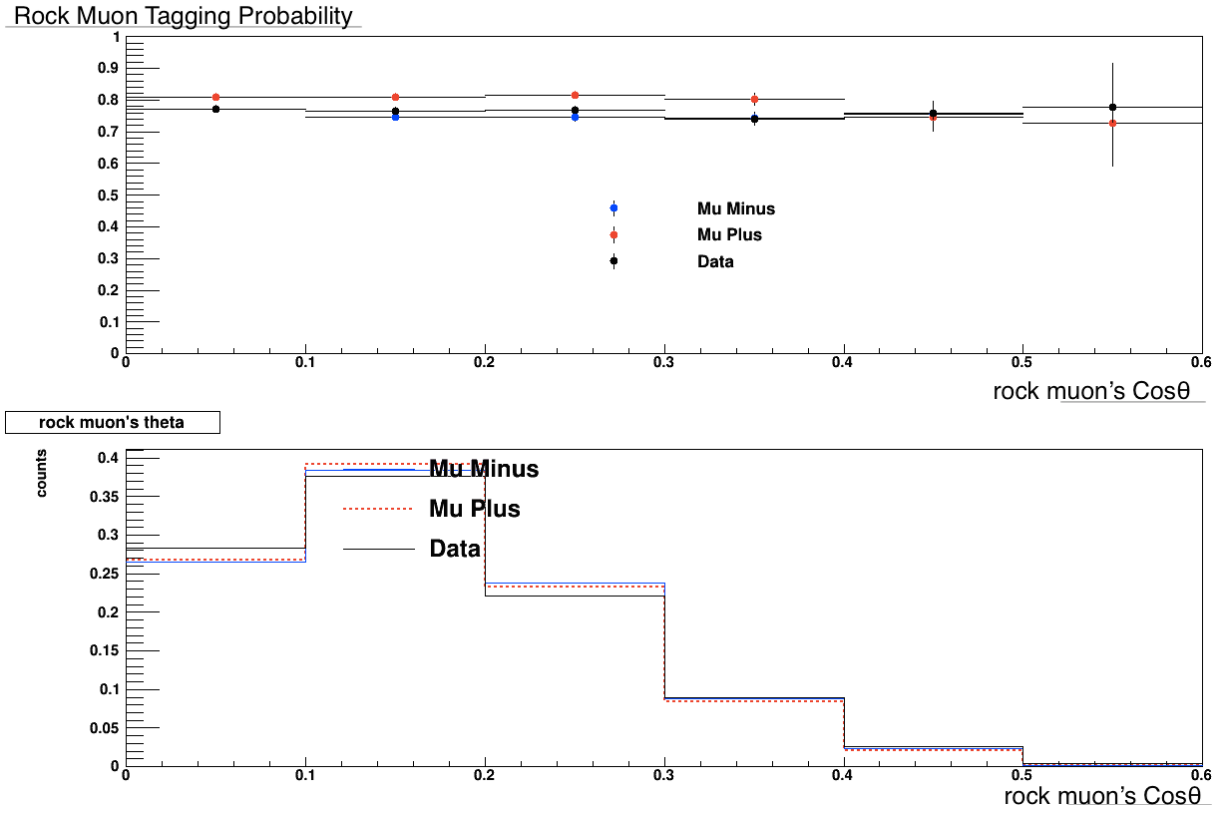 Rock Muon Tagging Probability
1
0.9
0.8
0.7
0.6
0.5
0.4
0.3
0.2
0.1
0
Mu Minus
Mu Plus
Data
0 0.1 0.2 0.3 0.4 0.5 0.6
rock muon's Cosθ
rock muon's theta
counts
0.4
0.35
0.3
0.25
0.2
0.15
0.1
0.05
0
Mu Minus
Mu Plus
Data
0 0.1 0.2 0.3 0.4 0.5 0.6
rock muon's Cosθ